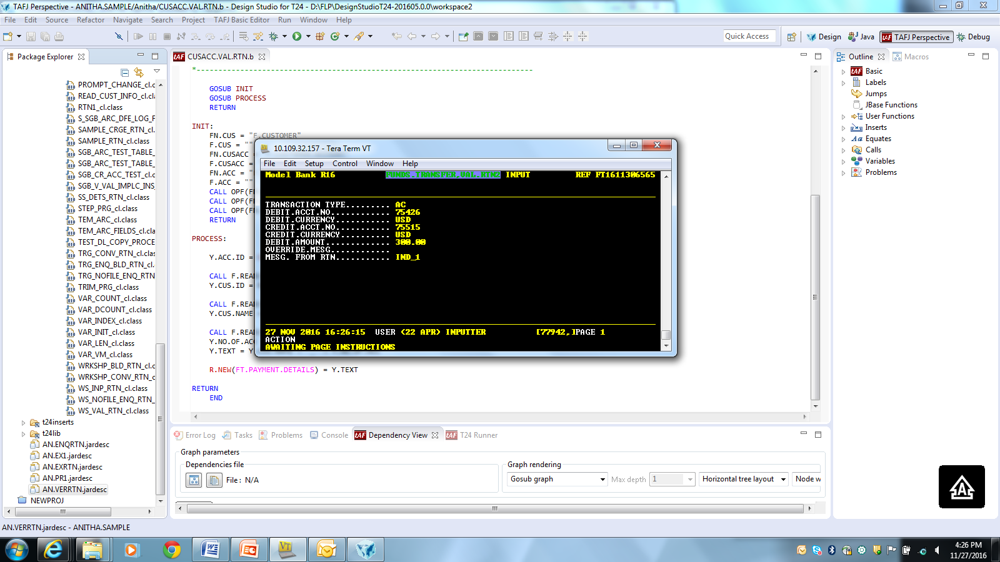 TAFJ Perspective - ANITHA.SAMPLE/Anitha/CUSACC.VAL.RTN.b - Design Studio for T24 - D:\FLP\DesignStudioT24-201605.0.0\workspace2
File Edit Source Refactor Navigate Search Project TAFJ Basic Editor Run Window Help
Quick Access Design Java tAF TAFJ Perspective Debug
Package Explorer
PROMPT_CHANGE_cl.c
READ_CUST_INFO_cl.cl
RTN1_cl.class
S_SGB_ARC_DFE_LOG_F
SAMPLE_CRGE_RTN_cl.
SAMPLE_RTN_cl.class
SGB_ARC_TEST_TABLE_
SGB_ARC_TEST_TABLE_
SGB_CR_ACC_TEST_cl.c
SGB_V_VAL_IMPLC_INS_
SS_DETS_RTN_cl.class
STEP_PRG_cl.class
TEM_ARC_cl.class
TEM_ARC_FIELDS_cl.clas
TEST_DL_COPY_PROCE
TRG_CONV_RTN_cl.clas
TRG_ENQ_BLD_RTN_cl.
TRG_NOFILE_ENQ_RTN
TRIM_PRG_cl.class
VAR_COUNT_cl.class
VAR_DCOUNT_cl.class
VAR_INDEX_cl.class
VAR_INIT_cl.class
VAR_LEN_cl.class
VAR_VM_cl.class
WRKSHP_BLD_RTN_cl.c
WRKSHP_CONV_RTN_c
WS_INP_RTN_cl.class
WS_NOFILE_ENQ_RTN_
WS_VAL_RTN_cl.class
t24inserts
t24lib
AN.ENQRTN.jardesc
AN.EX1.jardesc
AN.EXRTN.jardesc
AN.PR1.jardesc
AN.VERRTN.jardesc
NEWPROJ
tAF CUSACC.VAL.RTN.b
*-----------------------------------------------------------------------------
GOSUB INIT
GOSUB PROCESS
RETURN
INIT:
FN.CUS = "F.CUSTOMER"
F.CUS = ""
FN.CUSACC =
F.CUSACC =
FN.ACC = "
F.ACC = ""
CALL OPF(F
CALL OPF(F
CALL OPF(F
RETURN
PROCESS:
Y.ACC.ID =
CALL F.REA
Y.CUS.ID =
CALL F.REA
Y.CUS.NAME
CALL F.REA
Y.NO.OF.AC
Y.TEXT = Y
R.NEW(FT.PAYMENT.DETAILS) = Y.TEXT
RETURN
END
10.109.32.157 - Tera Term VT
File Edit Setup Control Window Help
Model Bank R16 FUNDS.TRANSFER,VAL.RTN2 INPUT REF FT1611306565
TRANSACTION TYPE......... AC
DEBIT.ACCT.NO............ 75426
DEBIT.CURRENCY........... USD
CREDIT.ACCT.NO........... 75515
CREDIT.CURRENCY.......... USD
DEBIT.AMOUNT............. 300.00
OVERRIDE.MESG............
MESG. FROM RTN........... IND_1
27 NOV 2016 16:26:15 USER (22 APR) INPUTTER [77942,]PAGE 1
ACTION
AWAITING PAGE INSTRUCTIONS
Outline Macros
tAF Basic
Labels
Jumps
JBase Functions
User Functions
Inserts
Equates
Calls
Variables
Problems
Error Log Tasks Problems Console tAF Dependency View tAF T24 Runner
Graph parameters
Dependencies file
File : N/A
Graph rendering
Gosub graph Max depth 1 Horizontal tree layout Node w
AN.VERRTN.jardesc - ANITHA.SAMPLE
4:26 PM
11/27/2016